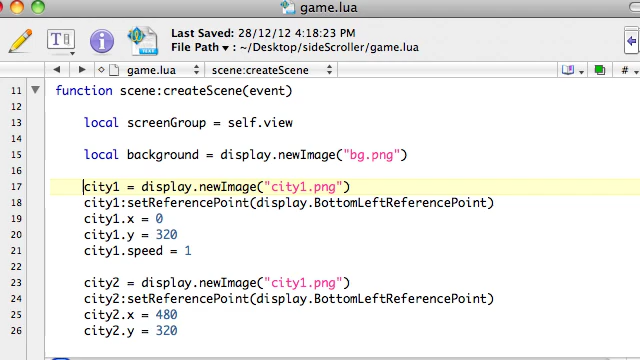 game.lua
Last Saved: 28/12/12 4:18:23 PM
File Path ▾: ~/Desktop/sideScroller/game.lua
T
i
game.lua
scene:createScene
#
11 function scene:createScene(event)
12
13 local screenGroup = self.view
14
15 local background = display.newImage("bg.png")
16
17 city1 = display.newImage("city1.png")
18 city1:setReferencePoint(display.BottomLeftReferencePoint)
19 city1.x = 0
20 city1.y = 320
21 city1.speed = 1
22
23 city2 = display.newImage("city1.png")
24 city2:setReferencePoint(display.BottomLeftReferencePoint)
25 city2.x = 480
26 city2.y = 320